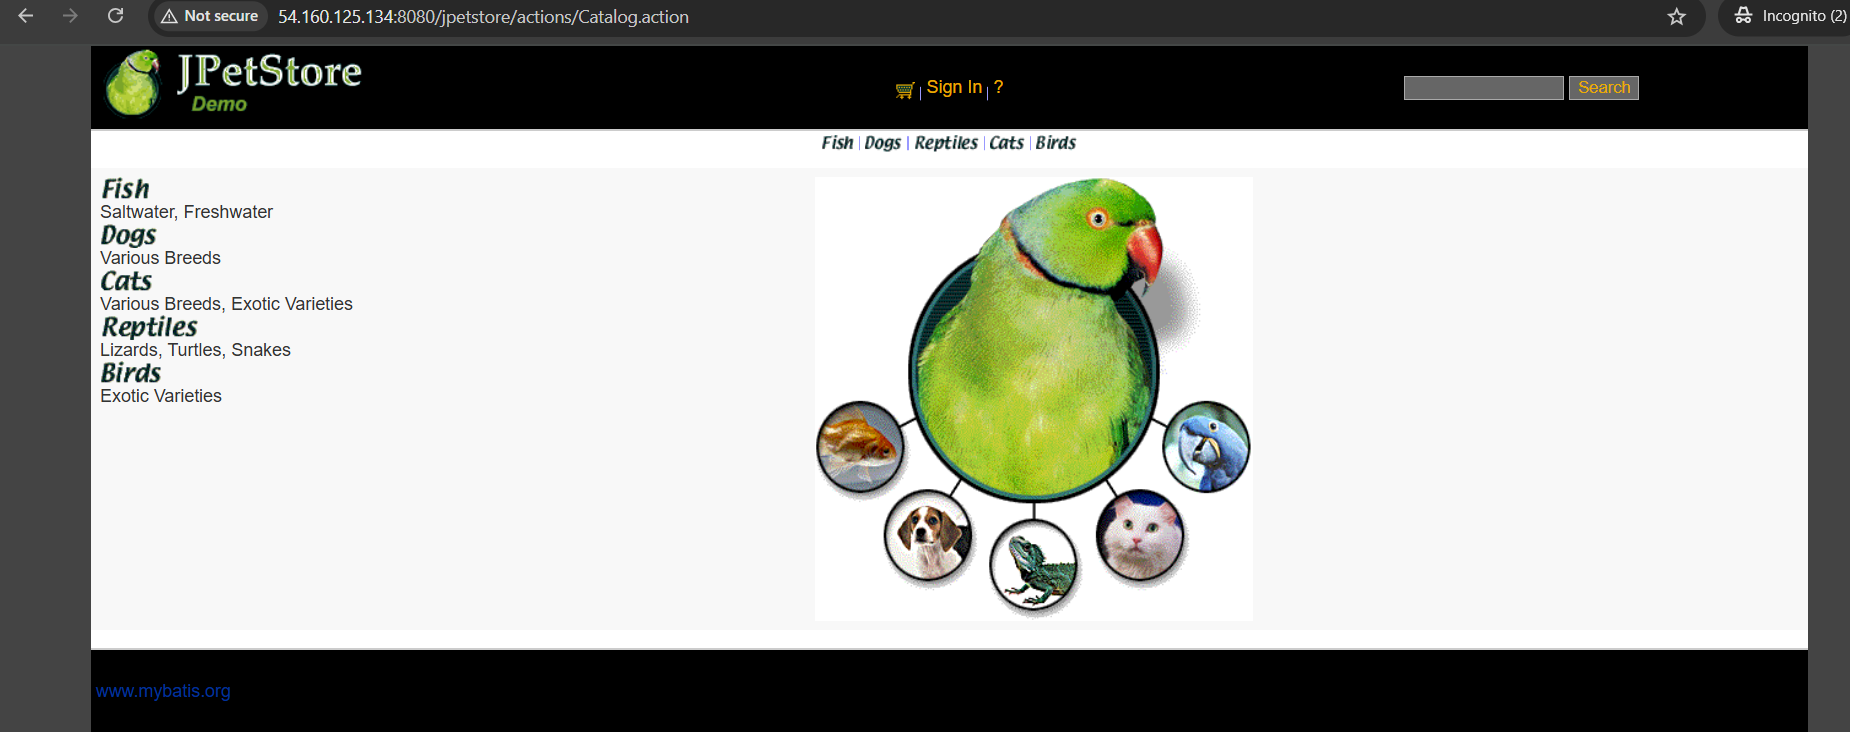 Not secure 54.160.125.134:8080/jpetstore/actions/Catalog.action Incognito (2)
JPetStore
Demo
Sign In | ? Search
Fish | Dogs | Reptiles | Cats | Birds
Fish
Saltwater, Freshwater
Dogs
Various Breeds
Cats
Various Breeds, Exotic Varieties
Reptiles
Lizards, Turtles, Snakes
Birds
Exotic Varieties
www.mybatis.org